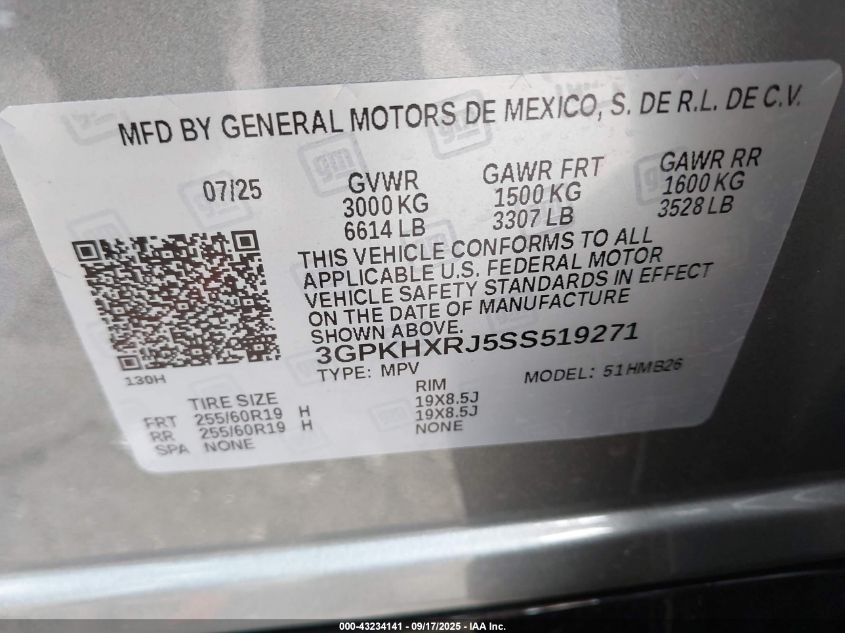 MFD BY GENERAL MOTORS DE MEXICO, S. DE R.L. DE C.V.
07/25
GVWR
3000 KG
6614 LB
GAWR FRT
1500 KG
3307 LB
GAWR RR
1600 KG
3528 LB
THIS VEHICLE CONFORMS TO ALL
APPLICABLE U.S. FEDERAL MOTOR
VEHICLE SAFETY STANDARDS IN EFFECT
ON THE DATE OF MANUFACTURE
SHOWN ABOVE.
3GPKHXRJ5SS519271
TYPE: MPV MODEL: 51HMB26
130H
TIRE SIZE RIM
FRT 255/60R19 H 19X8.5J
RR 255/60R19 H 19X8.5J
SPA NONE NONE
gm
000-43234141 - 09/17/2025 - IAA Inc.